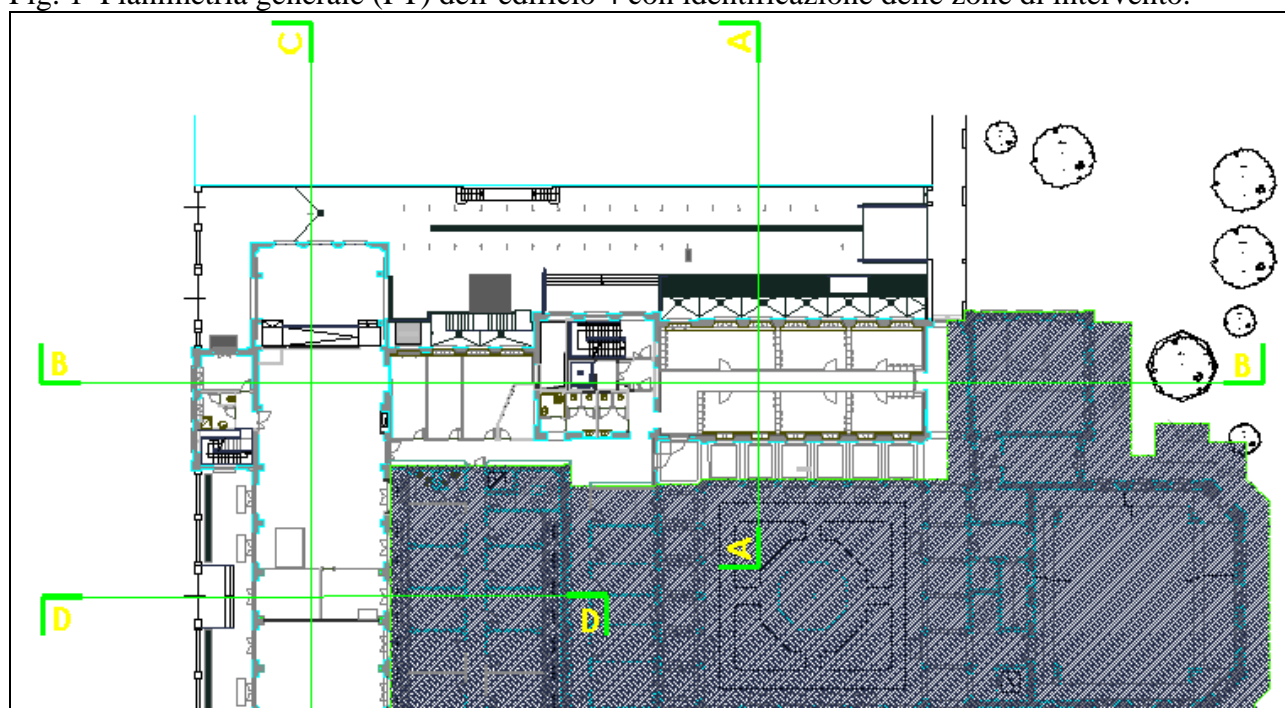 Fig. 1  Planimetria generale (PT) dell'edificio 4 con identificazione delle zone di intervento.
C A
B B
A
D D